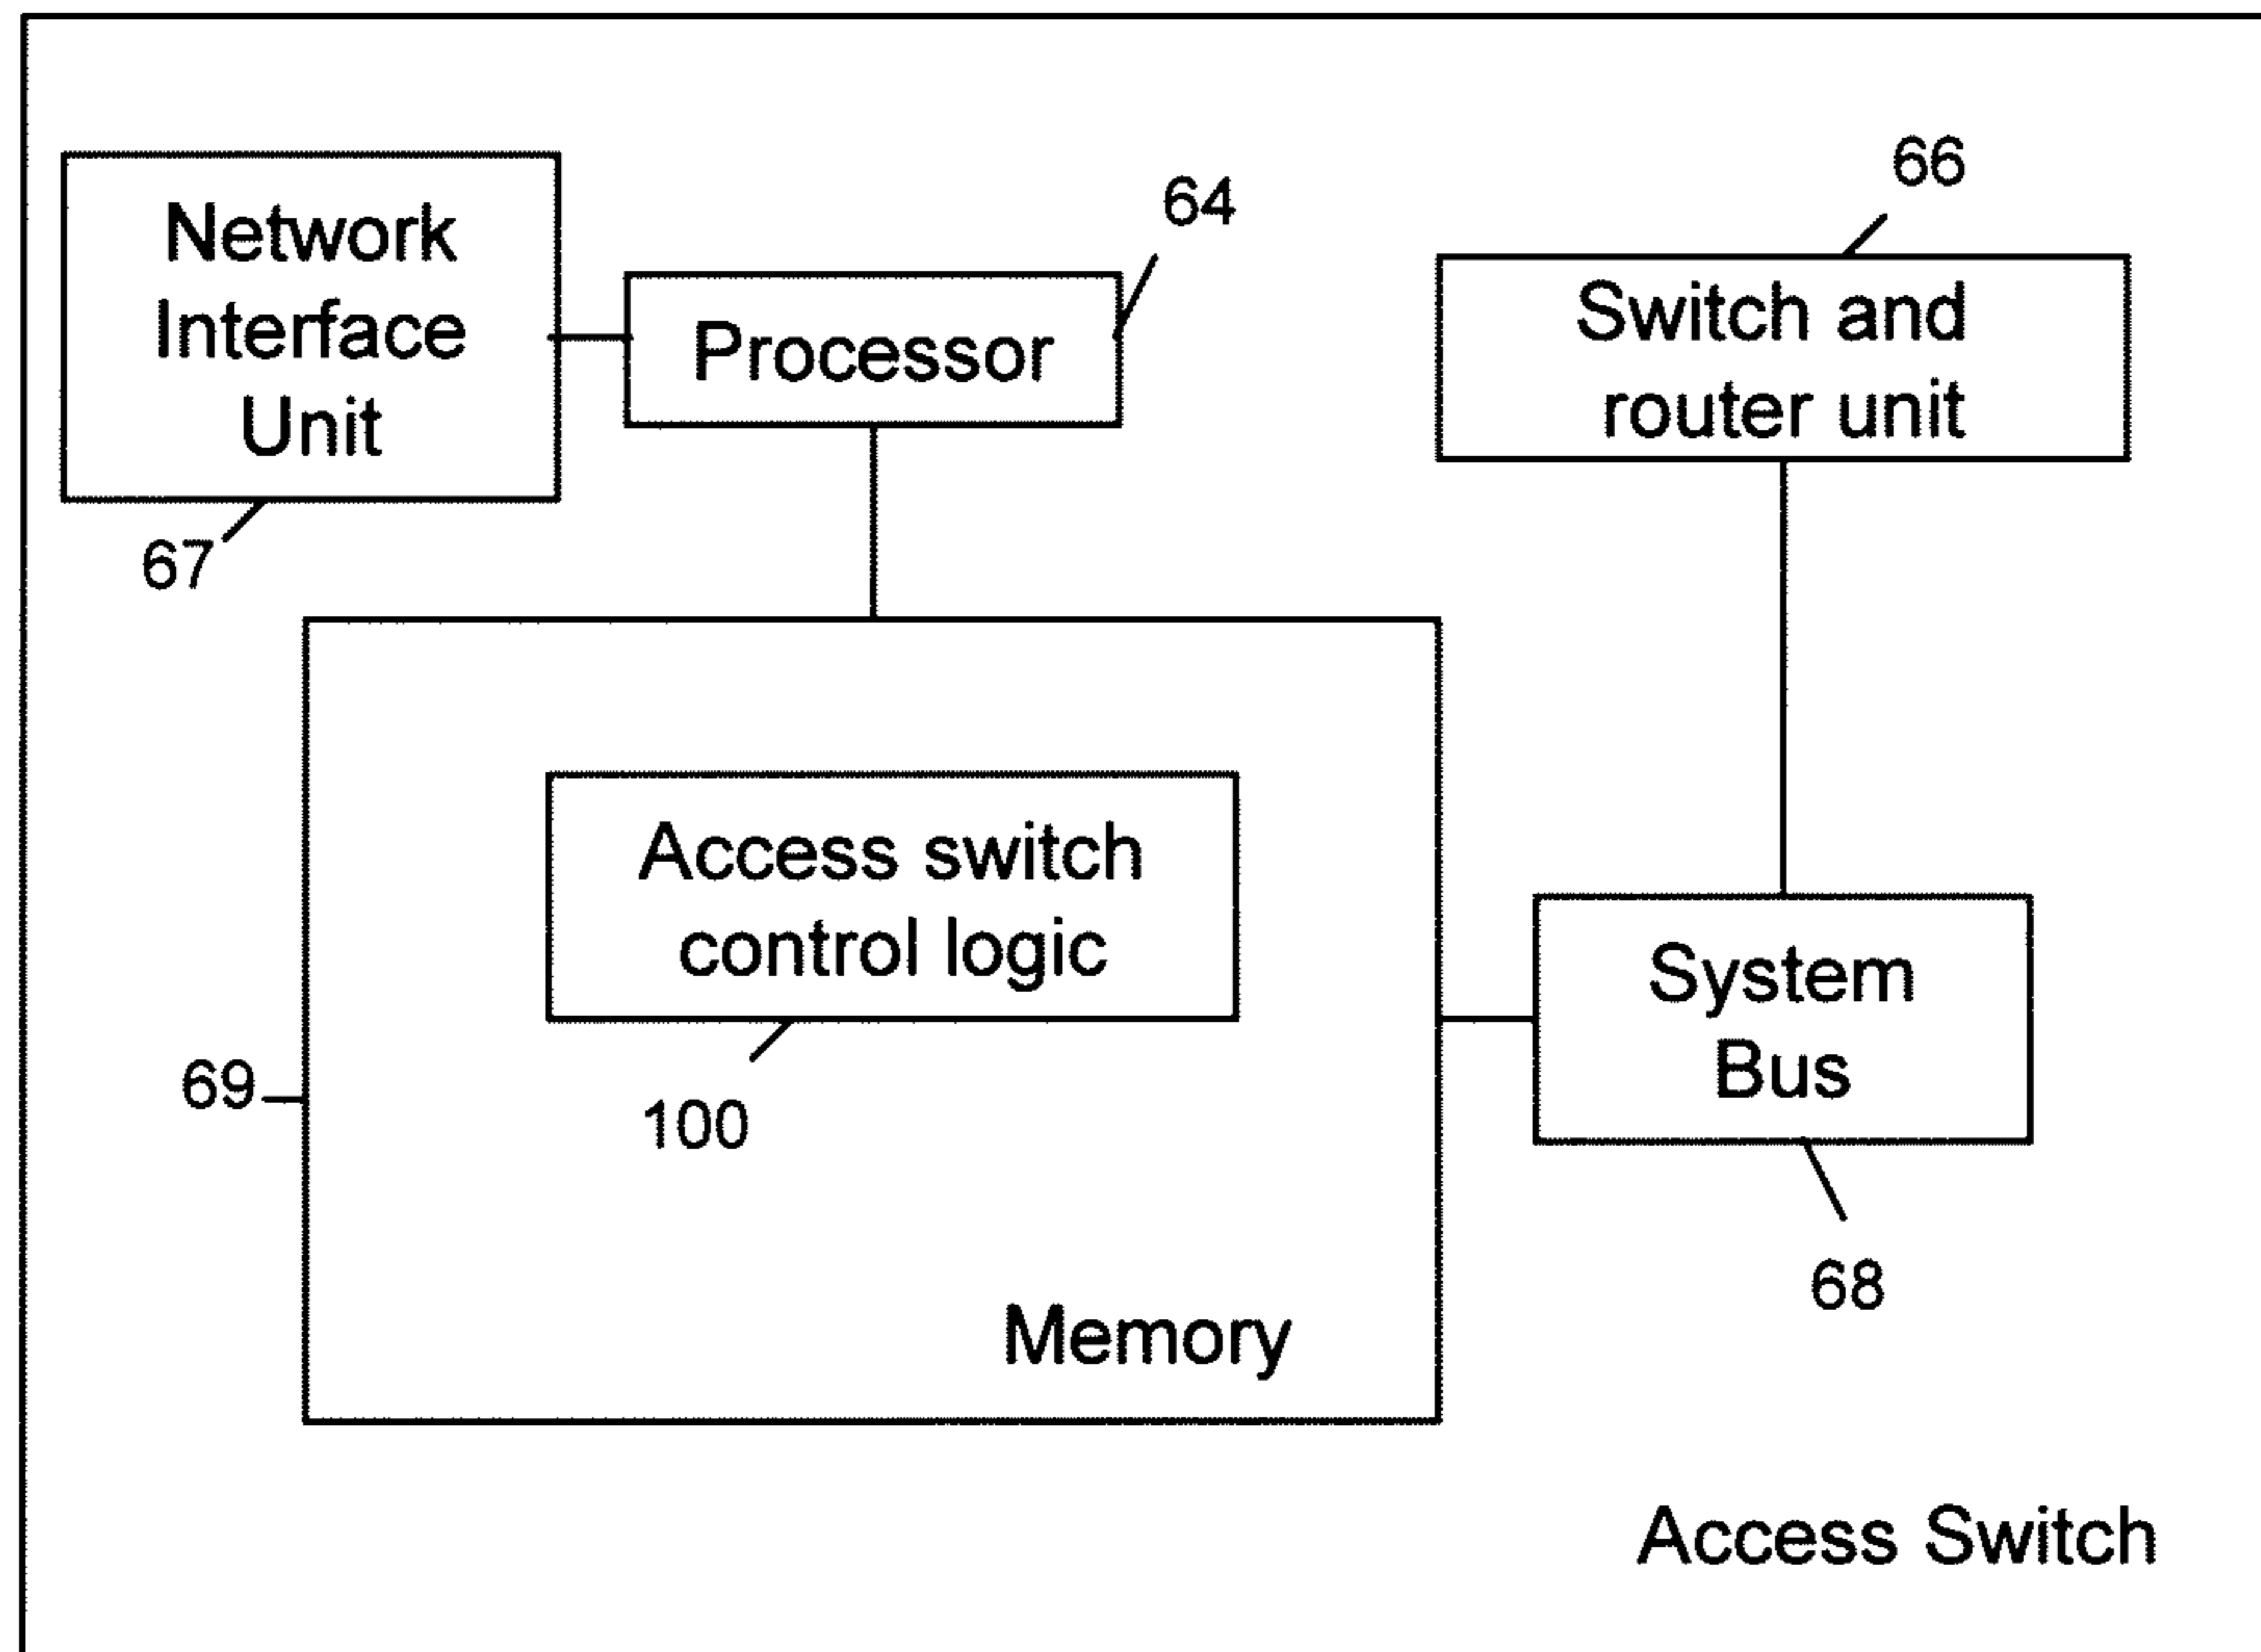 Network
Interface
Unit
67
Processor
64
Switch and
router unit
66
Access switch
control logic
100
69
Memory
System
Bus
68
Access Switch